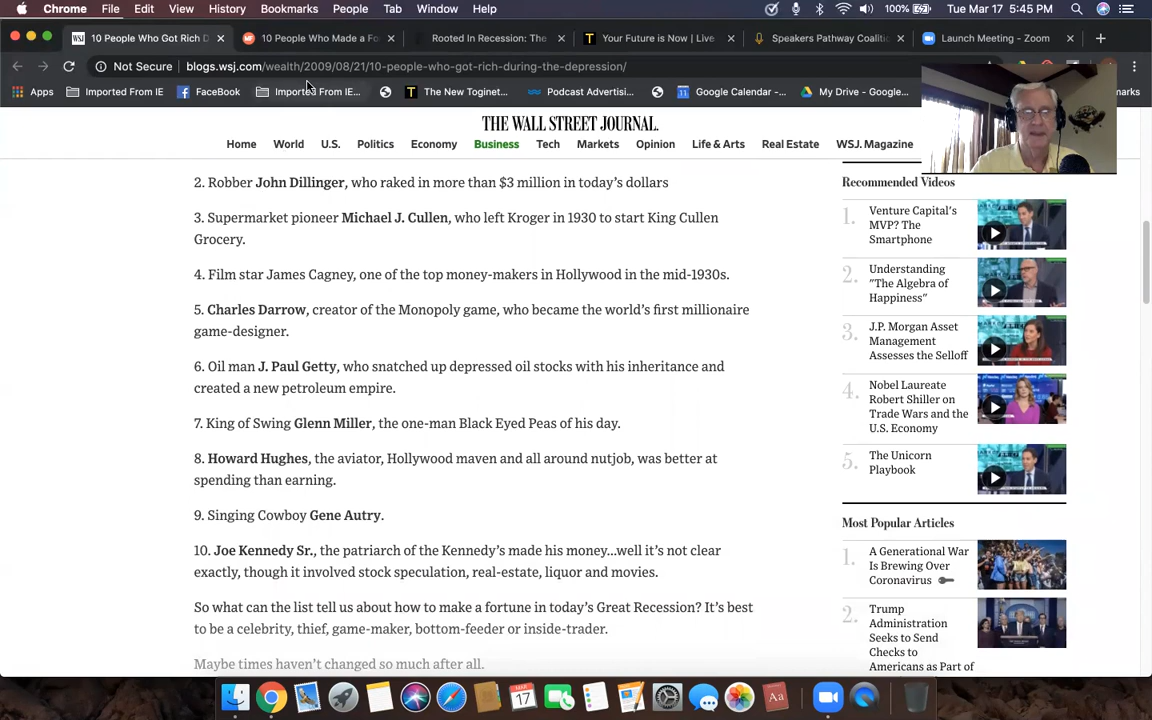 Chrome File Edit View History Bookmarks People Tab Window Help 100% Tue Mar 17 5:45 PM
10 People Who Got Rich D 10 People Who Made a Fo Rooted In Recession: The Your Future is Now | Live Speakers Pathway Coaliti Launch Meeting - Zoom
Not Secure blogs.wsj.com/wealth/2009/08/21/10-people-who-got-rich-during-the-depression/
Apps Imported From IE FaceBook Imported From IE... The New Toginet... Podcast Advertisi... Google Calendar -... My Drive - Google... marks
THE WALL STREET JOURNAL.
Home World U.S. Politics Economy Business Tech Markets Opinion Life & Arts Real Estate WSJ. Magazine
2. Robber John Dillinger, who raked in more than $3 million in today's dollars
3. Supermarket pioneer Michael J. Cullen, who left Kroger in 1930 to start King Cullen
Grocery.
4. Film star James Cagney, one of the top money-makers in Hollywood in the mid-1930s.
5. Charles Darrow, creator of the Monopoly game, who became the world's first millionaire
game-designer.
6. Oil man J. Paul Getty, who snatched up depressed oil stocks with his inheritance and
created a new petroleum empire.
7. King of Swing Glenn Miller, the one-man Black Eyed Peas of his day.
8. Howard Hughes, the aviator, Hollywood maven and all around nutjob, was better at
spending than earning.
9. Singing Cowboy Gene Autry.
10. Joe Kennedy Sr., the patriarch of the Kennedy's made his money...well it's not clear
exactly, though it involved stock speculation, real-estate, liquor and movies.
So what can the list tell us about how to make a fortune in today's Great Recession? It's best
to be a celebrity, thief, game-maker, bottom-feeder or inside-trader.
Maybe times haven't changed so much after all.
Recommended Videos
1. Venture Capital's
MVP? The
Smartphone
2. Understanding
"The Algebra of
Happiness"
3. J.P. Morgan Asset
Management
Assesses the Selloff
4. Nobel Laureate
Robert Shiller on
Trade Wars and the
U.S. Economy
5. The Unicorn
Playbook
Most Popular Articles
1. A Generational War
Is Brewing Over
Coronavirus
2. Trump
Administration
Seeks to Send
Checks to
Americans as Part of
MAR
17